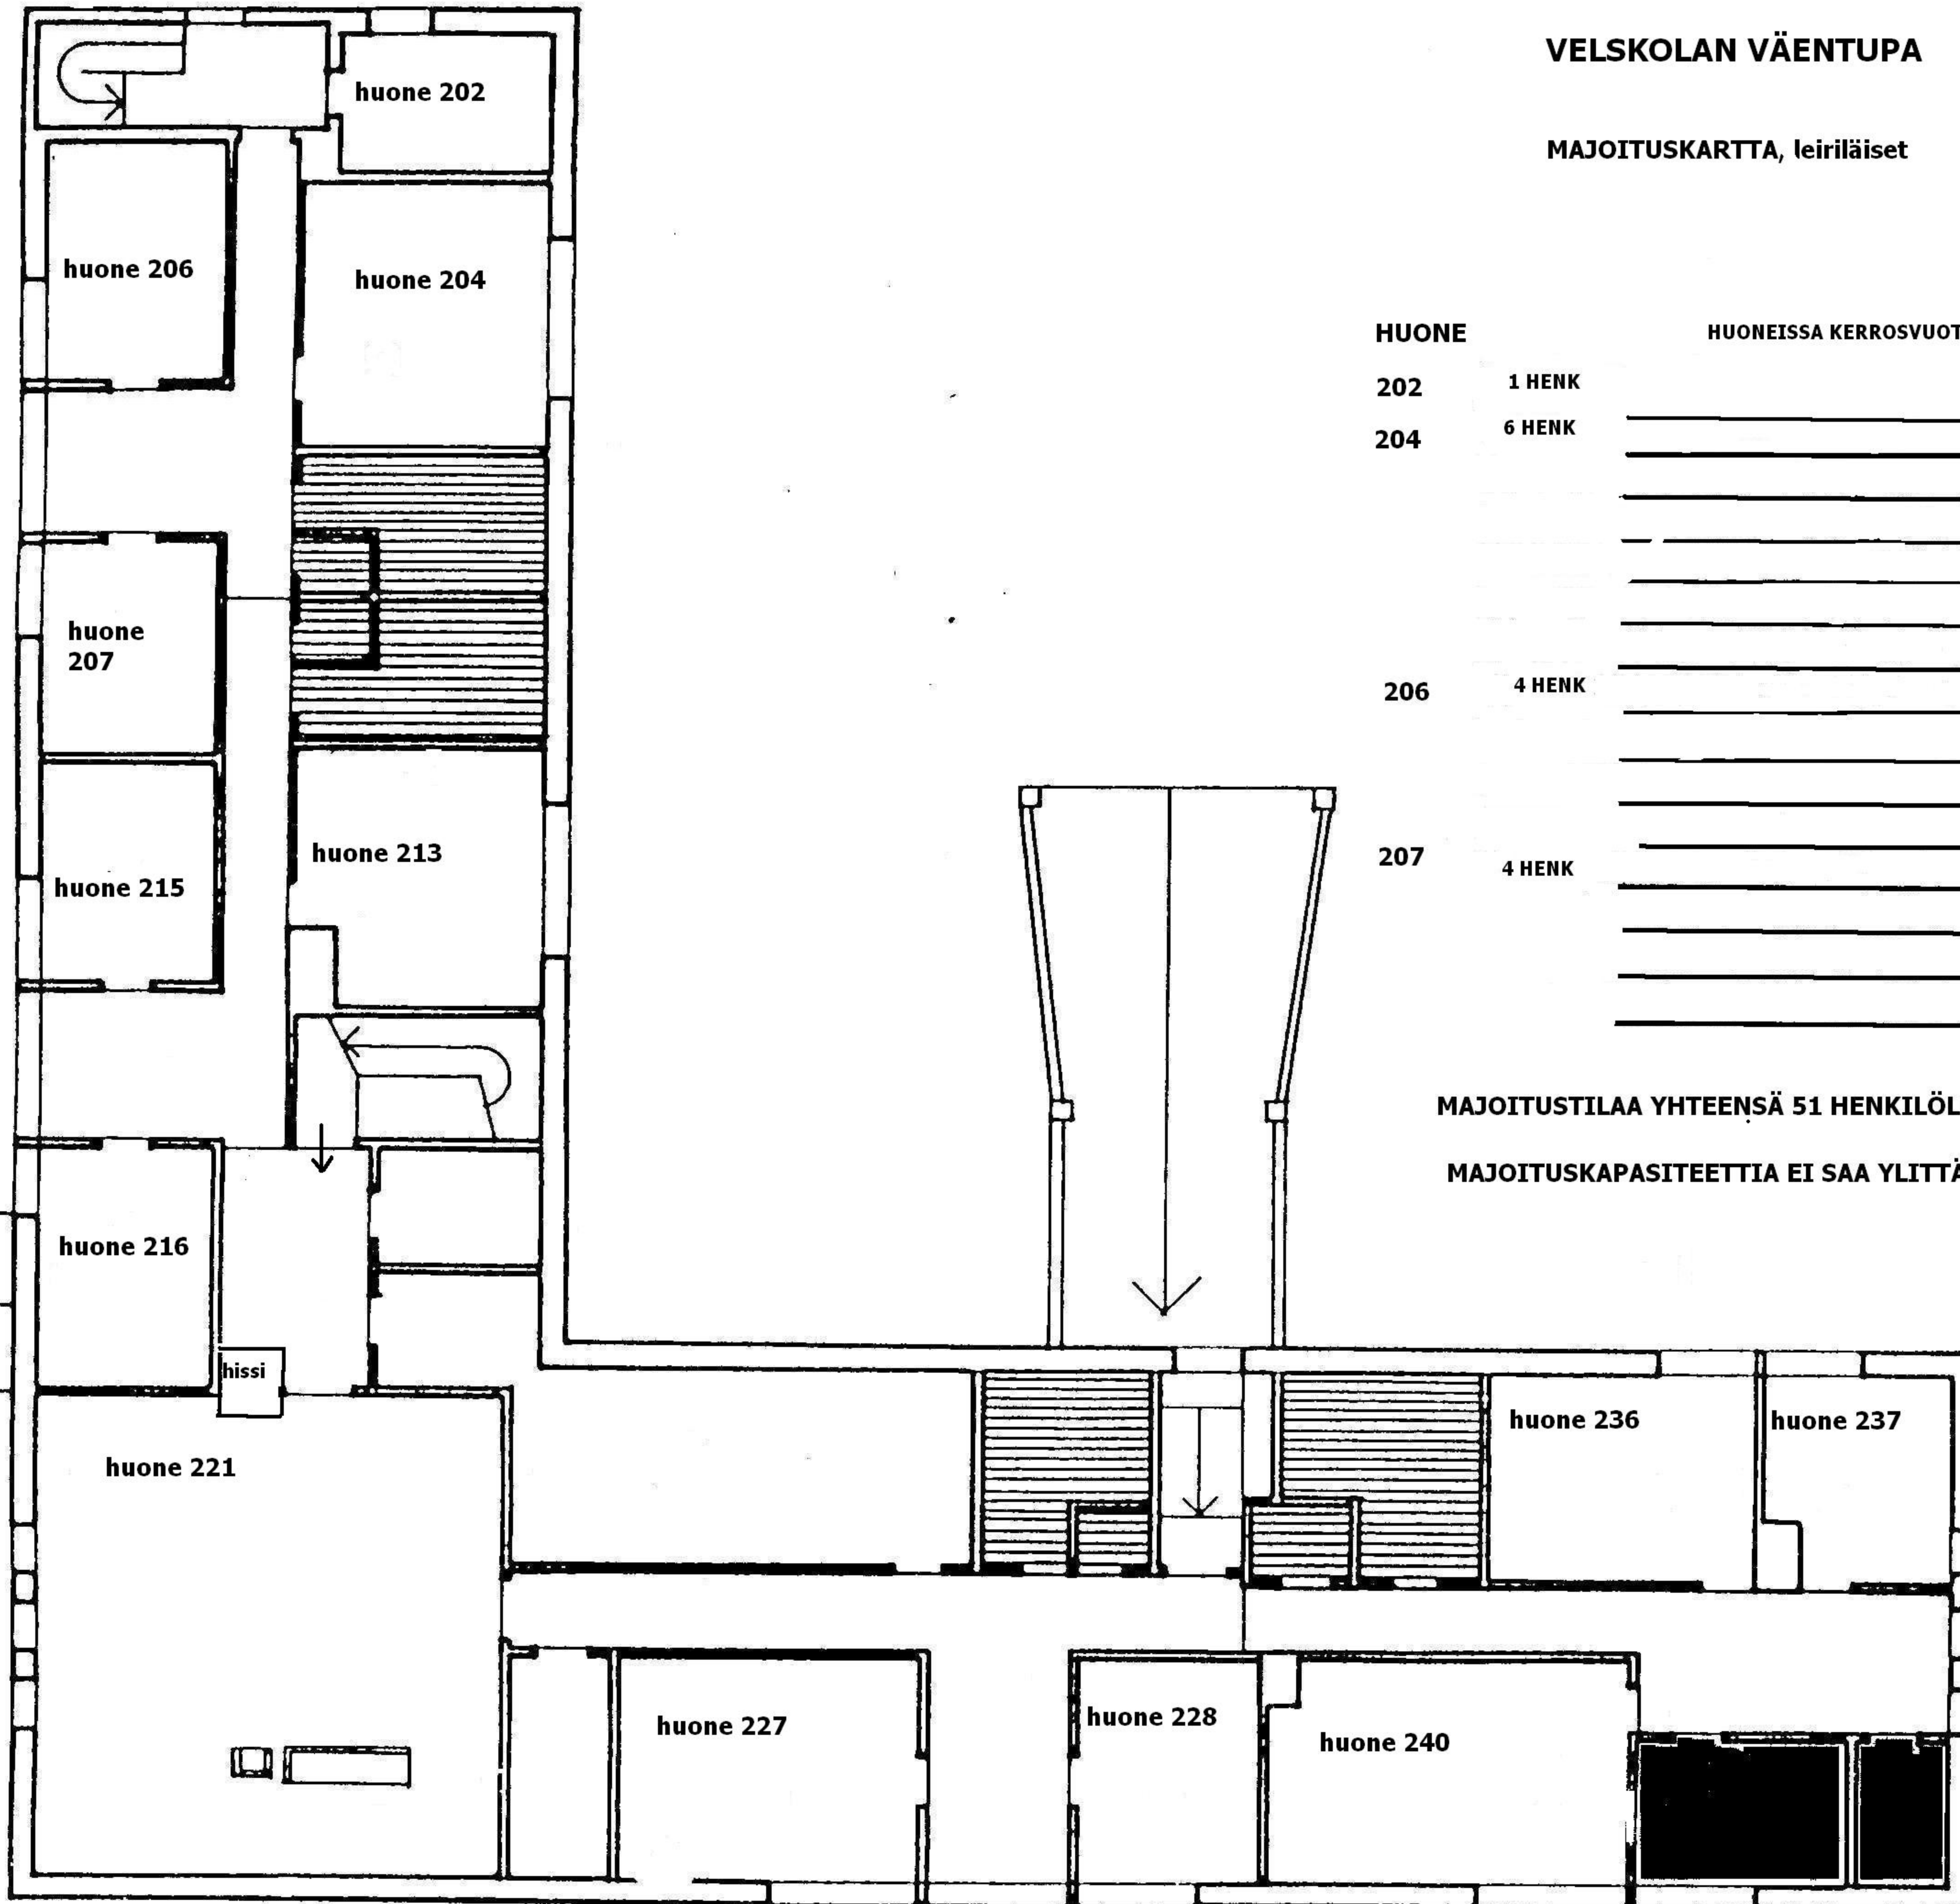 VELSKOLAN VÄENTUPA
MAJOITUSKARTTA, leiriläiset
HUONE HUONEISSA KERROSVUOT
202 1 HENK
204 6 HENK
206 4 HENK
207 4 HENK
MAJOITUSTILAA YHTEENSÄ 51 HENKILÖL
MAJOITUSKAPASITEETTIA EI SAA YLITTÄ
huone 202
huone 206
huone 204
huone
207
huone 213
huone 215
huone 216
hissi
huone 221
huone 236
huone 237
huone 227
huone 228
huone 240